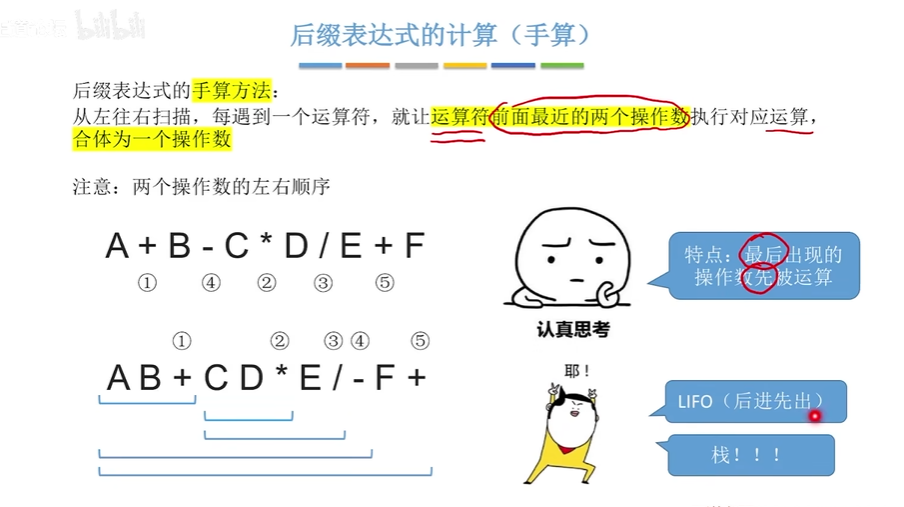 bilibili
后缀表达式的计算（手算）
后缀表达式的手算方法：
从左往右扫描，每遇到一个运算符，就让运算符前面最近的两个操作数执行对应运算，
合体为一个操作数
注意：两个操作数的左右顺序
A + B - C * D / E + F
① ④ ② ③ ⑤
① ② ③ ④ ⑤
A B + C D * E / - F +
特点：最后出现的
操作数先被运算
认真思考
耶！
LIFO（后进先出）
栈！！！